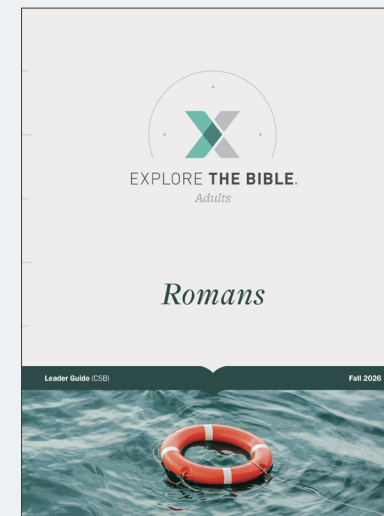 EXPLORE THE BIBLE.
Adults
Romans
Leader Guide (CSB)
Fall 2026